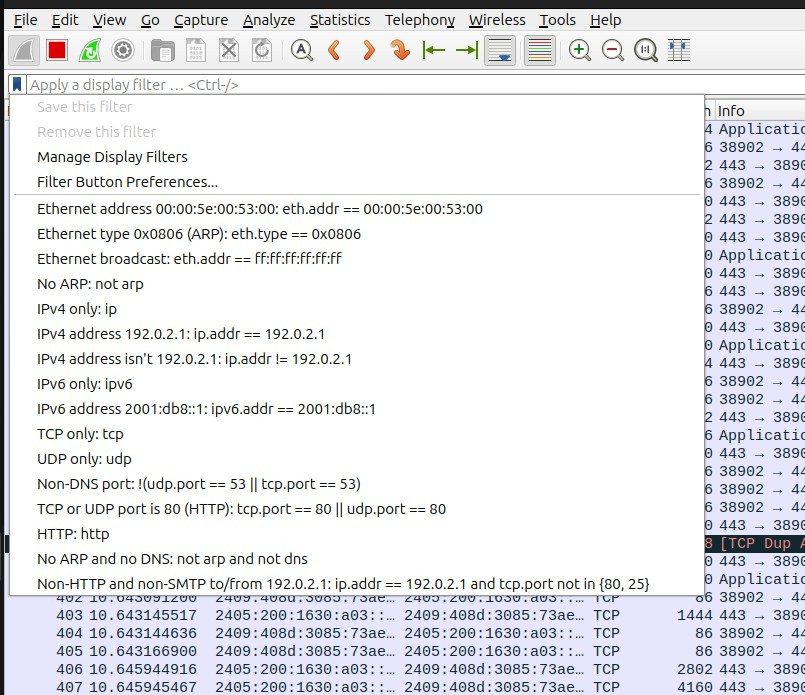 File Edit View Go Capture Analyze Statistics Telephony Wireless Tools Help
Apply a display filter … <Ctrl-/>
Save this filter
Remove this filter
Manage Display Filters
Filter Button Preferences...
Ethernet address 00:00:5e:00:53:00: eth.addr == 00:00:5e:00:53:00
Ethernet type 0x0806 (ARP): eth.type == 0x0806
Ethernet broadcast: eth.addr == ff:ff:ff:ff:ff:ff
No ARP: not arp
IPv4 only: ip
IPv4 address 192.0.2.1: ip.addr == 192.0.2.1
IPv4 address isn't 192.0.2.1: ip.addr != 192.0.2.1
IPv6 only: ipv6
IPv6 address 2001:db8::1: ipv6.addr == 2001:db8::1
TCP only: tcp
UDP only: udp
Non-DNS port: !(udp.port == 53 || tcp.port == 53)
TCP or UDP port is 80 (HTTP): tcp.port == 80 || udp.port == 80
HTTP: http
No ARP and no DNS: not arp and not dns
Non-HTTP and non-SMTP to/from 192.0.2.1: ip.addr == 192.0.2.1 and tcp.port not in {80, 25}
h Info
4 Applicatio
6 38902 → 44
2 443 → 3890
6 38902 → 44
0 443 → 3890
2 443 → 3890
0 443 → 3890
0 Applicatio
0 443 → 3890
6 38902 → 44
6 38902 → 44
0 443 → 3890
0 Applicatio
4 443 → 3890
6 38902 → 44
6 38902 → 44
2 443 → 3890
6 Applicatio
0 443 → 3890
6 38902 → 44
6 38902 → 44
6 38902 → 44
0 443 → 3890
8 [TCP Dup A
0 443 → 3890
0 Applicatio
402 10.643091200 2409:408d:3085:73ae… 2405:200:1630:a03::… TCP 86 38902 → 44
403 10.643145517 2405:200:1630:a03::… 2409:408d:3085:73ae… TCP 1444 443 → 3890
404 10.643144636 2409:408d:3085:73ae… 2405:200:1630:a03::… TCP 86 38902 → 44
405 10.643166900 2409:408d:3085:73ae… 2405:200:1630:a03::… TCP 86 38902 → 44
406 10.645944916 2405:200:1630:a03::… 2409:408d:3085:73ae… TCP 2802 443 → 3890
407 10.645945467 2405:200:1630:a03::… 2409:408d:3085:73ae… TCP 4160 443 → 3890